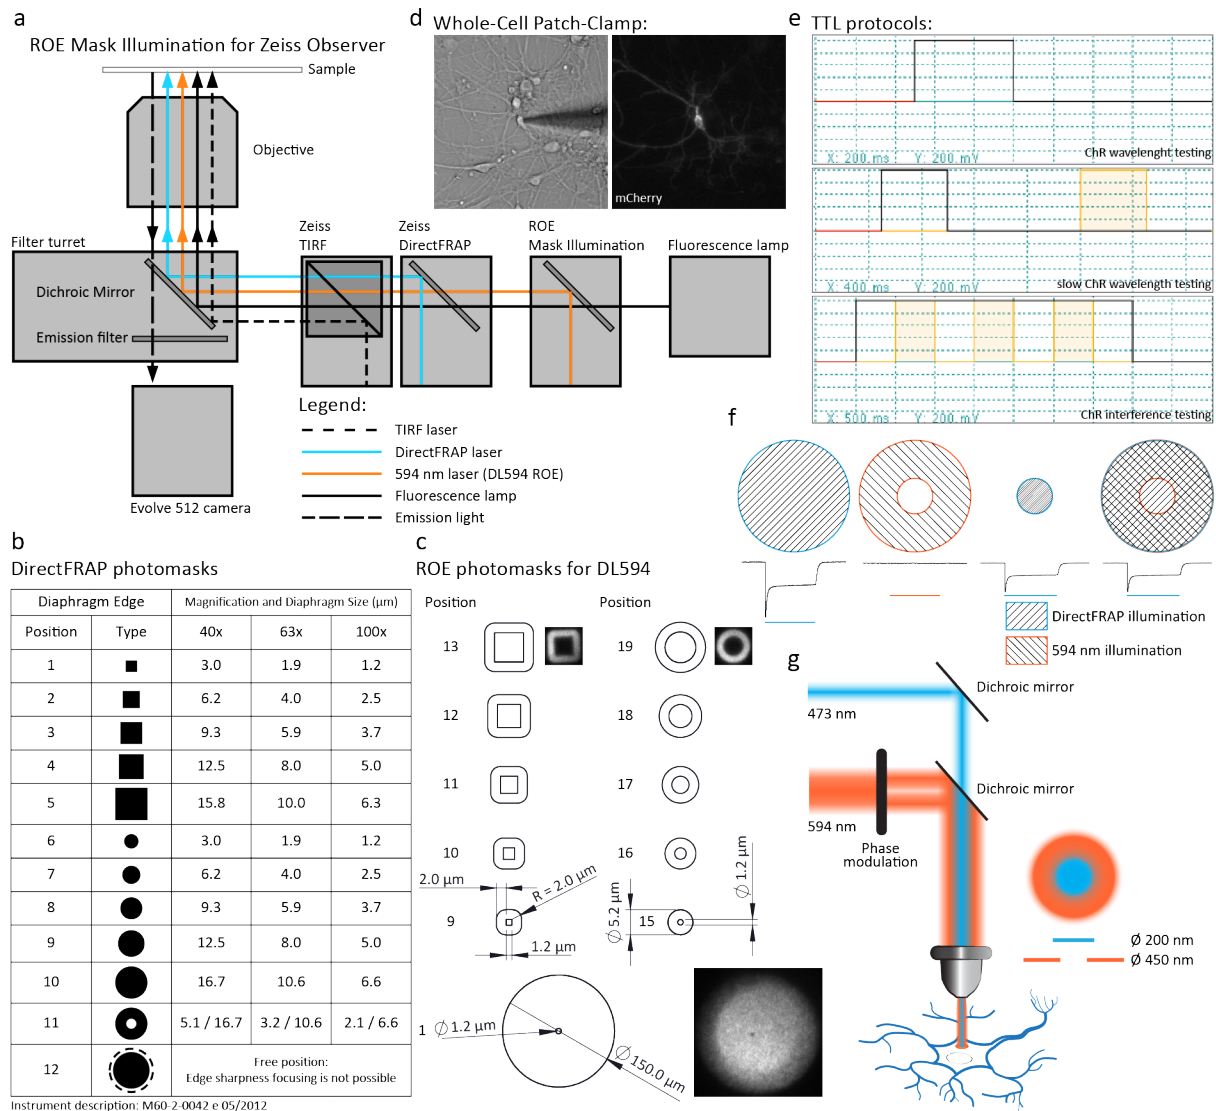 a
ROE Mask Illumination for Zeiss Observer
Sample
Objective
Filter turret
Dichroic Mirror
Emission filter
Zeiss
TIRF
Zeiss
DirectFRAP
ROE
Mask Illumination
Fluorescence lamp
Evolve 512 camera
Legend:
TIRF laser
DirectFRAP laser
594 nm laser (DL594 ROE)
Fluorescence lamp
Emission light
d
Whole-Cell Patch-Clamp:
mCherry
e
TTL protocols:
X: 200 ms Y: 200 mV
ChR wavelenght testing
X: 400 ms Y: 200 mV
slow ChR wavelength testing
X: 500 ms Y: 200 mV
ChR interference testing
b
DirectFRAP photomasks
Diaphragm Edge Magnification and Diaphragm Size (µm)
Position Type 40x 63x 100x
1 3.0 1.9 1.2
2 6.2 4.0 2.5
3 9.3 5.9 3.7
4 12.5 8.0 5.0
5 15.8 10.0 6.3
6 3.0 1.9 1.2
7 6.2 4.0 2.5
8 9.3 5.9 3.7
9 12.5 8.0 5.0
10 16.7 10.6 6.6
11 5.1 / 16.7 3.2 / 10.6 2.1 / 6.6
12 Free position:
Edge sharpness focusing is not possible
Instrument description: M60-2-0042 e 05/2012
c
ROE photomasks for DL594
Position Position
13 19
12 18
11 17
10 16
2.0 µm R = 2.0 µm
9
1.2 µm
Ø 5.2 µm 15 Ø 1.2 µm
1 Ø 1.2 µm
Ø 150.0 µm
f
DirectFRAP illumination
594 nm illumination
g
Dichroic mirror
473 nm
Dichroic mirror
594 nm
Phase
modulation
Ø 200 nm
Ø 450 nm